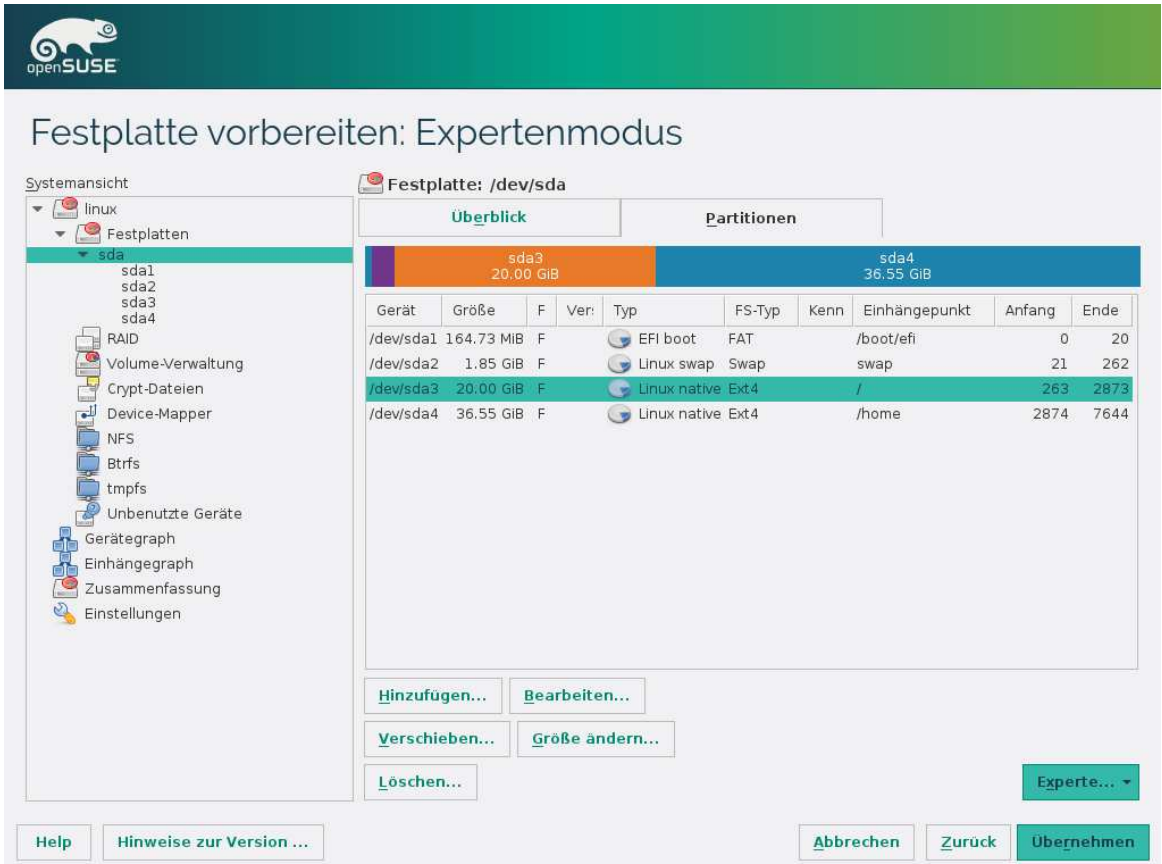 openSUSE
Festplatte vorbereiten: Expertenmodus
Systemansicht
linux
Festplatten
sda
sda1
sda2
sda3
sda4
RAID
Volume-Verwaltung
Crypt-Dateien
Device-Mapper
NFS
Btrfs
tmpfs
Unbenutzte Geräte
Gerätegraph
Einhängegraph
Zusammenfassung
Einstellungen
Festplatte: /dev/sda
Überblick Partitionen
sda3 sda4
20.00 GiB 36.55 GiB
Gerät Größe F Ver: Typ FS-Typ Kenn Einhängepunkt Anfang Ende
/dev/sda1 164.73 MiB F EFI boot FAT /boot/efi 0 20
/dev/sda2 1.85 GiB F Linux swap Swap swap 21 262
/dev/sda3 20.00 GiB F Linux native Ext4 / 263 2873
/dev/sda4 36.55 GiB F Linux native Ext4 /home 2874 7644
Hinzufügen... Bearbeiten...
Verschieben... Größe ändern...
Löschen... Experte...
Help Hinweise zur Version ... Abbrechen Zurück Übernehmen